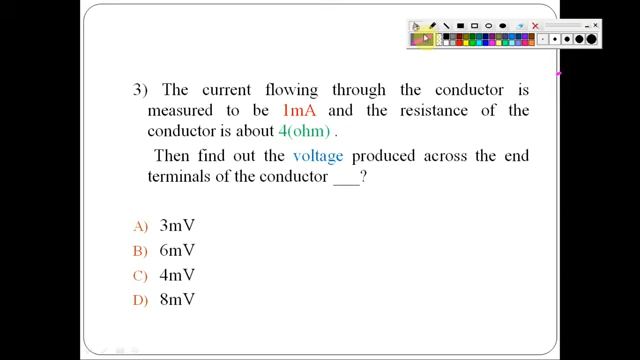 3) The current flowing through the conductor is
measured to be 1mA and the resistance of the
conductor is about 4(ohm) .
Then find out the voltage produced across the end
terminals of the conductor ___?
A) 3mV
B) 6mV
C) 4mV
D) 8mV